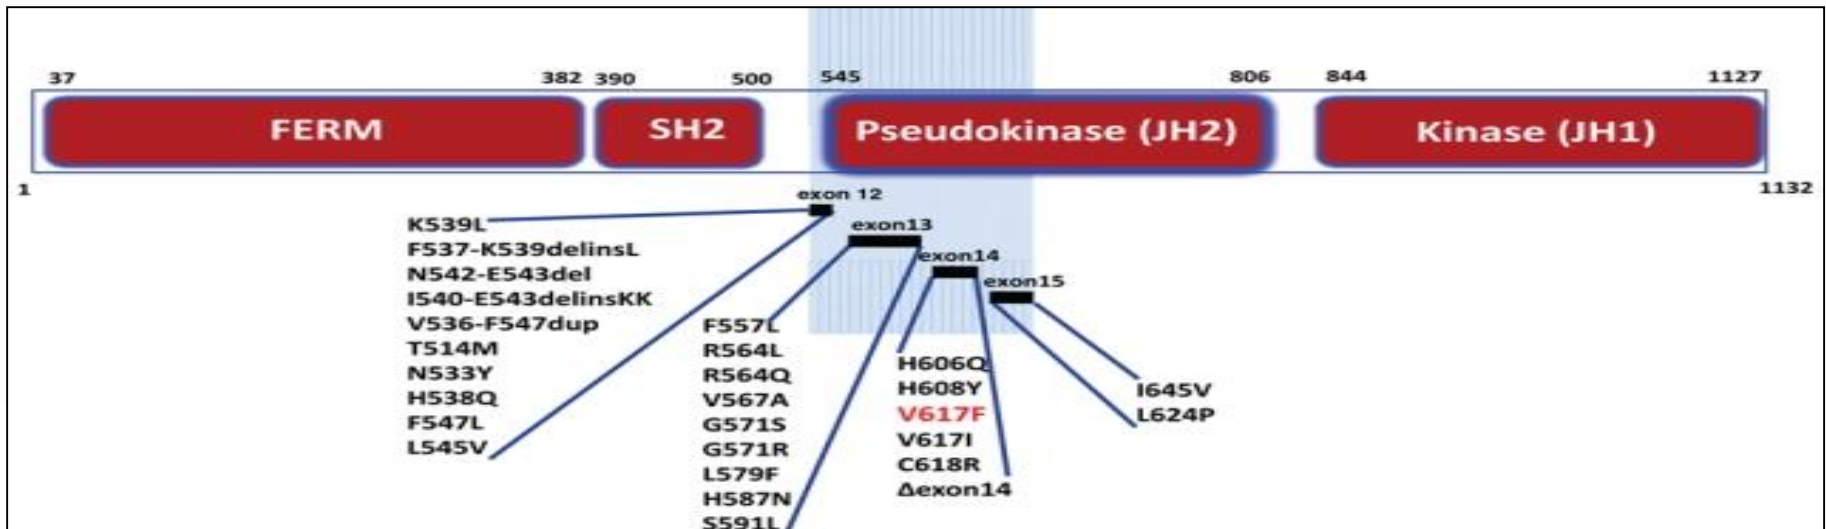 37 382 390 500 545 806 844 1127
FERM SH2 Pseudokinase (JH2) Kinase (JH1)
1 1132
exon 12
K539L
F537-K539delinsL
N542-E543del
I540-E543delinsKK
V536-F547dup
T514M
N533Y
H538Q
F547L
L545V
exon13
F557L
R564L
R564Q
V567A
G571S
G571R
L579F
H587N
S591L
exon14
H606Q
H608Y
V617F
V617I
C618R
Δexon14
exon15
I645V
L624P